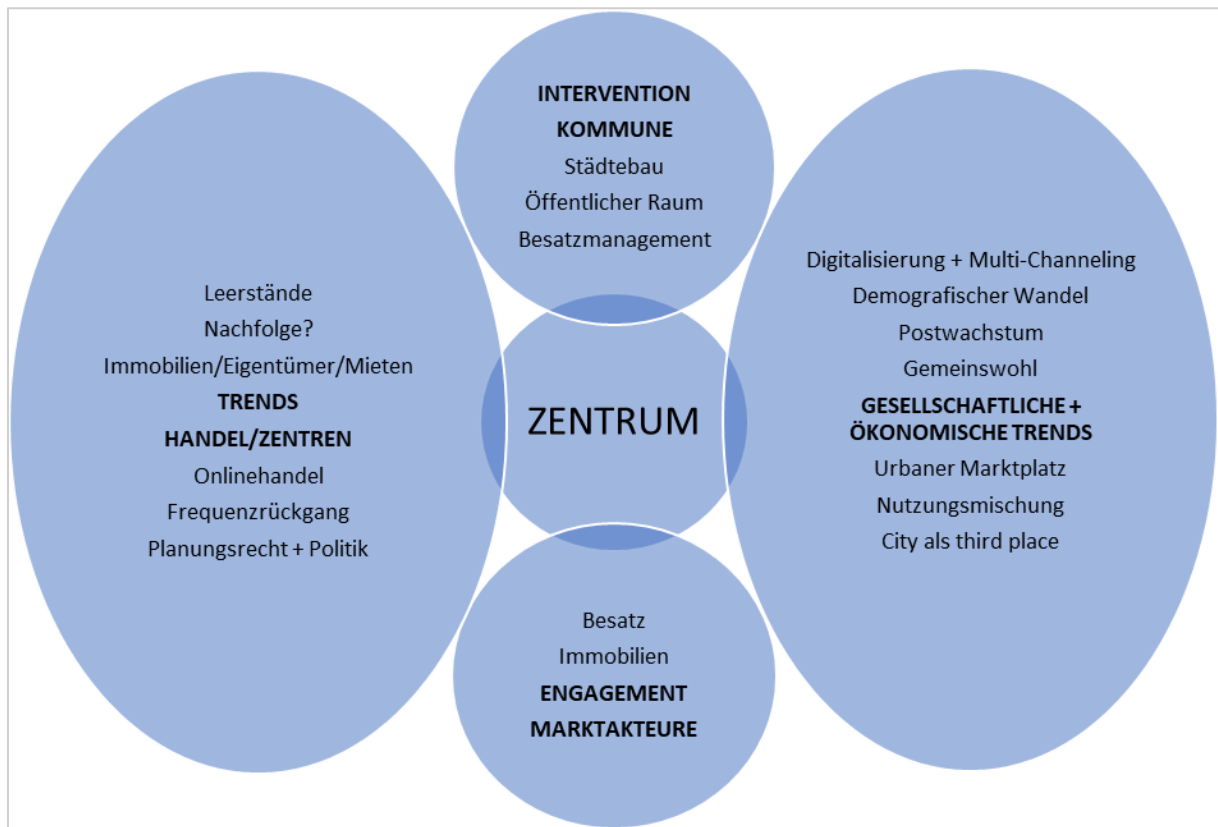 INTERVENTION
KOMMUNE
Städtebau
Öffentlicher Raum
Besatzmanagement
Leerstände
Nachfolge?
Immobilien/Eigentümer/Mieten
TRENDS
HANDEL/ZENTREN
Onlinehandel
Frequenzrückgang
Planungsrecht + Politik
ZENTRUM
Digitalisierung + Multi-Channeling
Demografischer Wandel
Postwachstum
Gemeinswohl
GESELLSCHAFTLICHE +
ÖKONOMISCHE TRENDS
Urbaner Marktplatz
Nutzungsmischung
City als third place
Besatz
Immobilien
ENGAGEMENT
MARKTAKTEURE